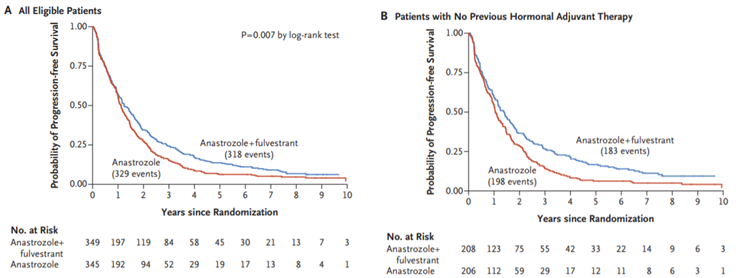 A All Eligible Patients
1.00
0.75
0.50
0.25
0.00
Probability of Progression-free Survival
P=0.007 by log-rank test
Anastrozole+fulvestrant
(318 events)
Anastrozole
(329 events)
0 1 2 3 4 5 6 7 8 9 10
Years since Randomization
No. at Risk
Anastrozole+ 349 197 119 84 58 45 30 21 13 7 3
fulvestrant
Anastrozole 345 192 94 52 29 19 17 13 8 4 1
B Patients with No Previous Hormonal Adjuvant Therapy
1.00
0.75
0.50
0.25
0.00
Probability of Progression-free Survival
Anastrozole+fulvestrant
(183 events)
Anastrozole
(198 events)
0 1 2 3 4 5 6 7 8 9 10
Years since Randomization
No. at Risk
Anastrozole+ 208 123 75 55 42 33 22 14 9 6 3
fulvestrant
Anastrozole 206 112 59 29 17 12 11 8 6 3 1